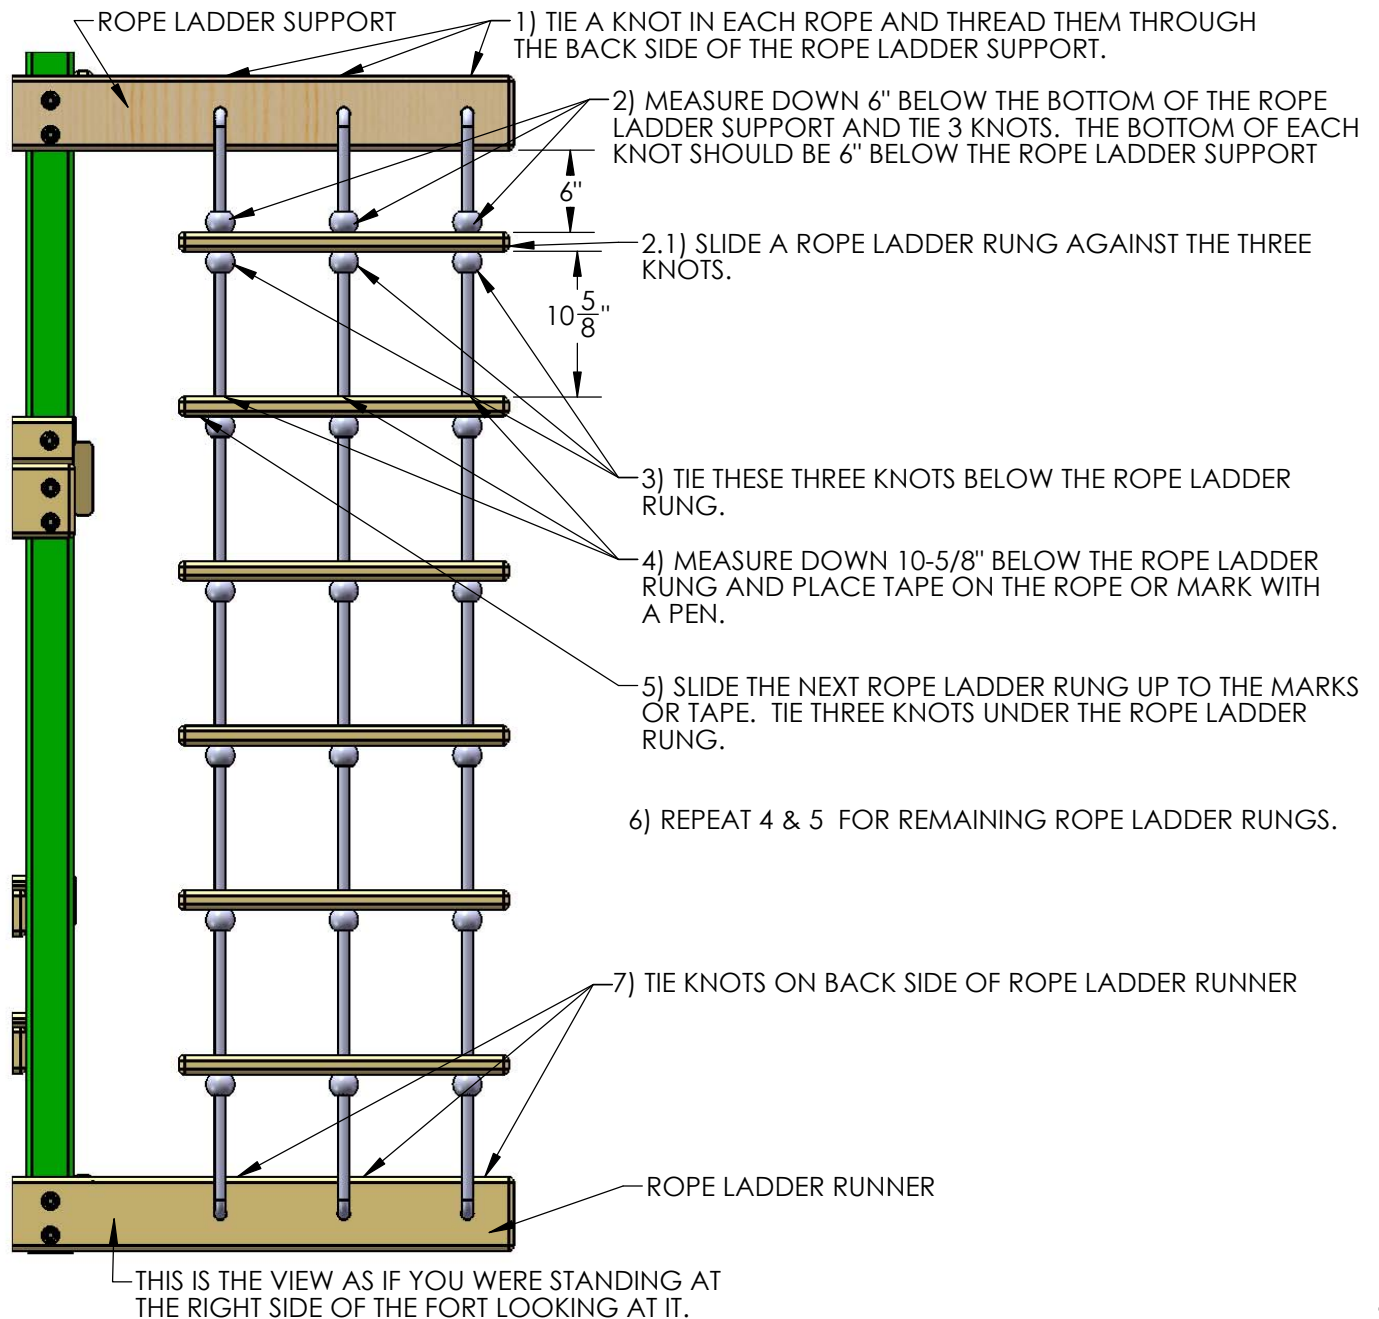 ROPE LADDER SUPPORT
1) TIE A KNOT IN EACH ROPE AND THREAD THEM THROUGH
THE BACK SIDE OF THE ROPE LADDER SUPPORT.
2) MEASURE DOWN 6" BELOW THE BOTTOM OF THE ROPE
LADDER SUPPORT AND TIE 3 KNOTS. THE BOTTOM OF EACH
KNOT SHOULD BE 6" BELOW THE ROPE LADDER SUPPORT
6"
2.1) SLIDE A ROPE LADDER RUNG AGAINST THE THREE
KNOTS.
10 5/8"
3) TIE THESE THREE KNOTS BELOW THE ROPE LADDER
RUNG.
4) MEASURE DOWN 10-5/8" BELOW THE ROPE LADDER
RUNG AND PLACE TAPE ON THE ROPE OR MARK WITH
A PEN.
5) SLIDE THE NEXT ROPE LADDER RUNG UP TO THE MARKS
OR TAPE. TIE THREE KNOTS UNDER THE ROPE LADDER
RUNG.
6) REPEAT 4 & 5 FOR REMAINING ROPE LADDER RUNGS.
7) TIE KNOTS ON BACK SIDE OF ROPE LADDER RUNNER
ROPE LADDER RUNNER
THIS IS THE VIEW AS IF YOU WERE STANDING AT
THE RIGHT SIDE OF THE FORT LOOKING AT IT.